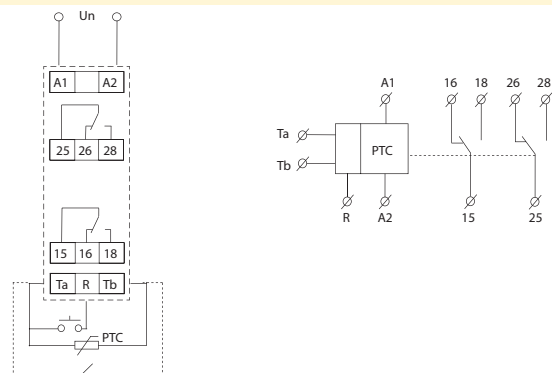 Un
A1 A2
25 26 28
15 16 18
Ta R Tb
PTC
A1 16 18 26 28
Ta
Tb
PTC
R A2 15 25